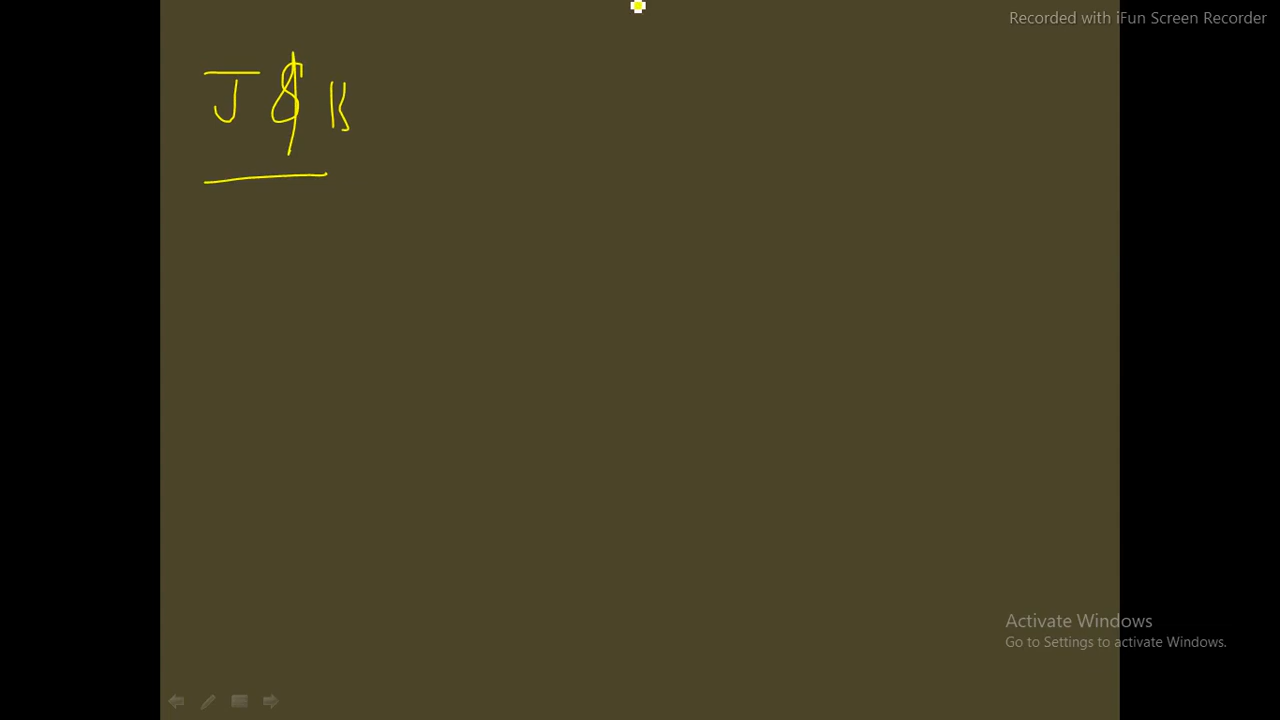 Recorded with iFun Screen Recorder
J & K
Activate Windows
Go to Settings to activate Windows.